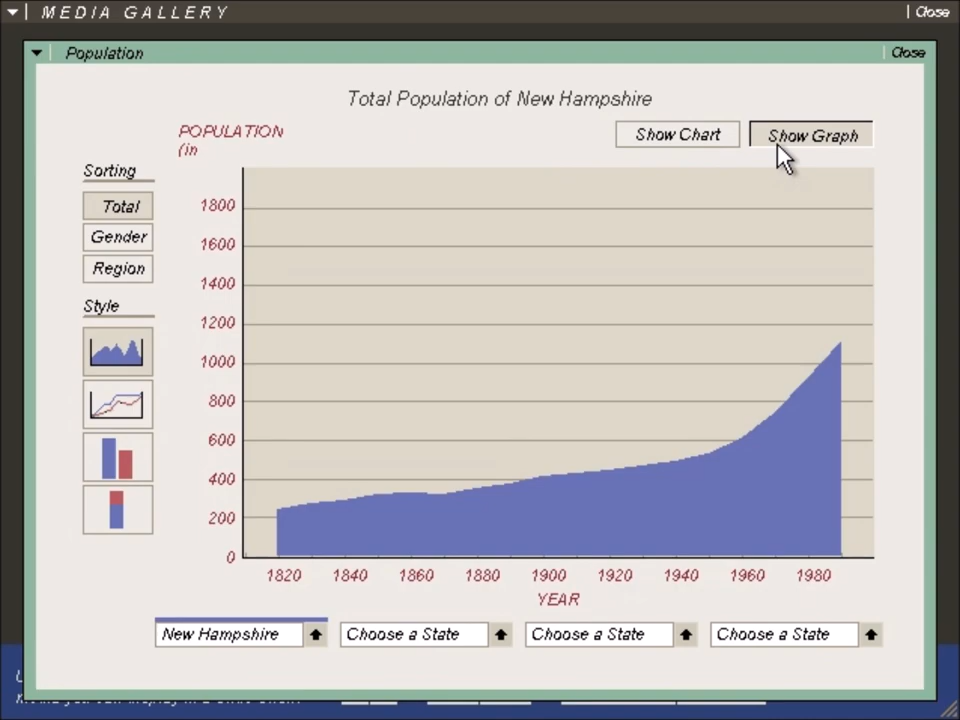 MEDIA GALLERY
Close
Population
Close
Total Population of New Hampshire
POPULATION
(in
Show Chart
Show Graph
Sorting
Total
Gender
Region
Style
1800
1600
1400
1200
1000
800
600
400
200
0
1820 1840 1860 1880 1900 1920 1940 1960 1980
YEAR
New Hampshire
Choose a State
Choose a State
Choose a State